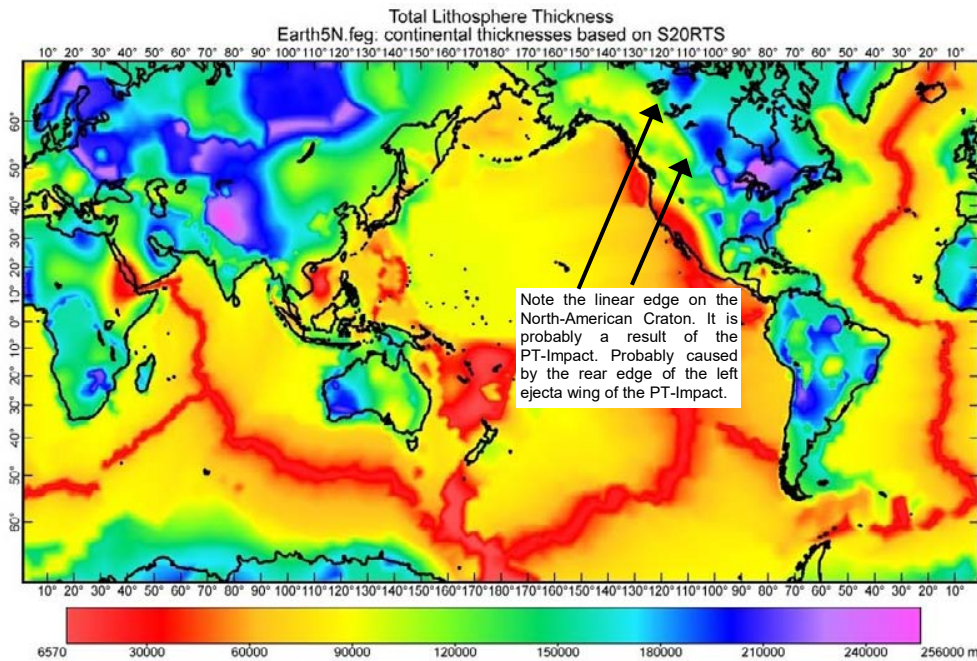 Total Lithosphere Thickness
Earth5N.feg: continental thicknesses based on S20RTS
10° 20° 30° 40° 50° 60° 70° 80° 90° 100° 110° 120° 130° 140° 150° 160° 170°180° 170° 160° 150° 140° 130° 120° 110° 100° 90° 80° 70° 60° 50° 40° 30° 20° 10°
60°
50°
40°
30°
20°
10°
0°
10°
20°
30°
40°
50°
60°
Note the linear edge on the
North-American Craton. It is
probably a result of the
PT-Impact. Probably caused
by the rear edge of the left
ejecta wing of the PT-Impact.
10° 20° 30° 40° 50° 60° 70° 80° 90° 100° 110° 120° 130° 140° 150° 160° 170°180° 170° 160° 150° 140° 130° 120° 110° 100° 90° 80° 70° 60° 50° 40° 30° 20° 10°
6570 30000 60000 90000 120000 150000 180000 210000 240000 256000 m